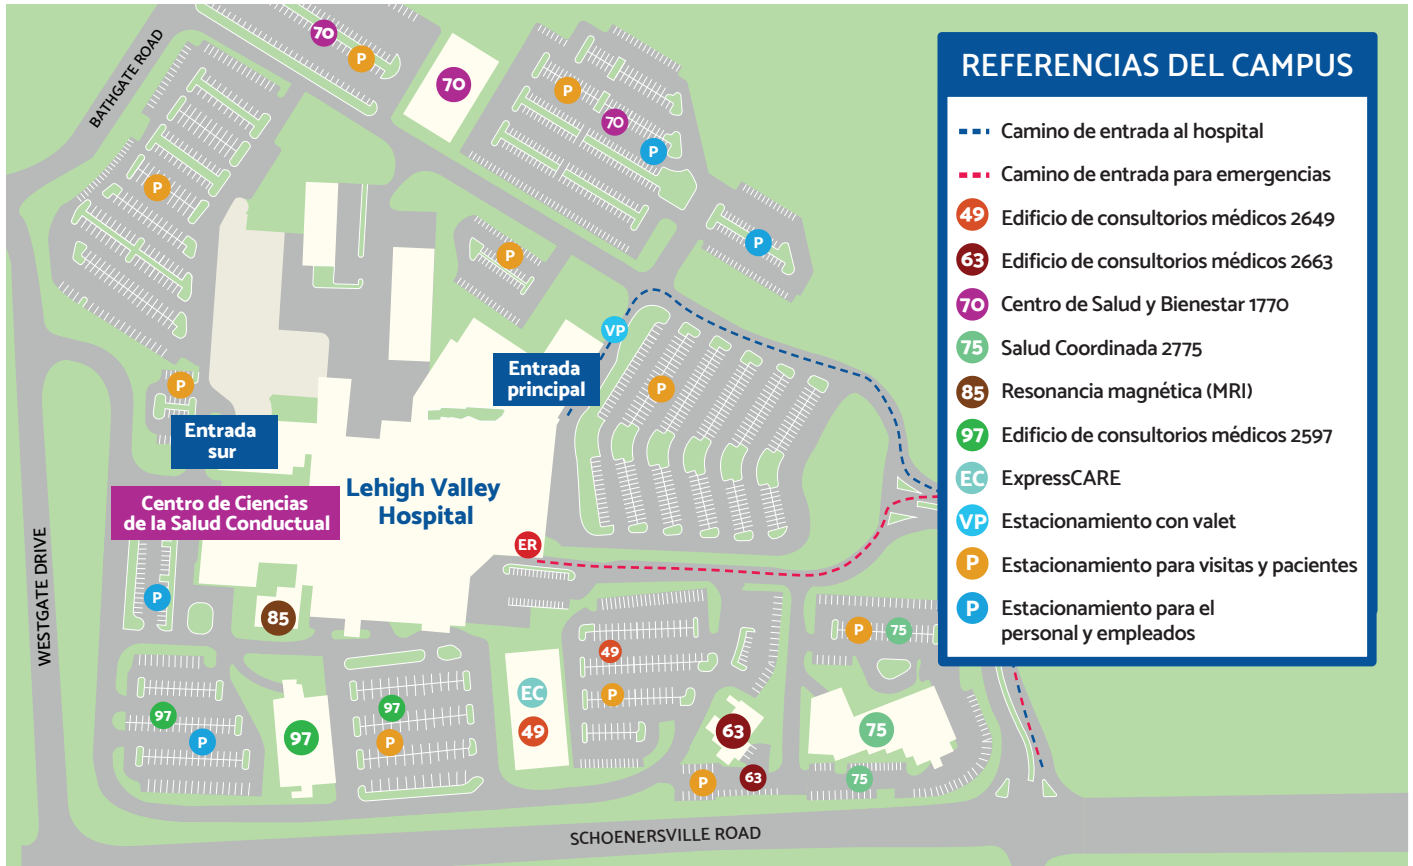 70
P
70
P
70
P
P
P
P
P
BATHGATE ROAD
VP
P
P
Entrada
principal
Entrada
sur
Centro de Ciencias
de la Salud Conductual
Lehigh Valley
Hospital
ER
P
85
WESTGATE DRIVE
49
P
75
EC
P
97
97
P
97
P
49
63
75
P
63
75
SCHOENERSVILLE ROAD
REFERENCIAS DEL CAMPUS
Camino de entrada al hospital
Camino de entrada para emergencias
49 Edificio de consultorios médicos 2649
63 Edificio de consultorios médicos 2663
70 Centro de Salud y Bienestar 1770
75 Salud Coordinada 2775
85 Resonancia magnética (MRI)
97 Edificio de consultorios médicos 2597
EC ExpressCARE
VP Estacionamiento con valet
P Estacionamiento para visitas y pacientes
P Estacionamiento para el
personal y empleados